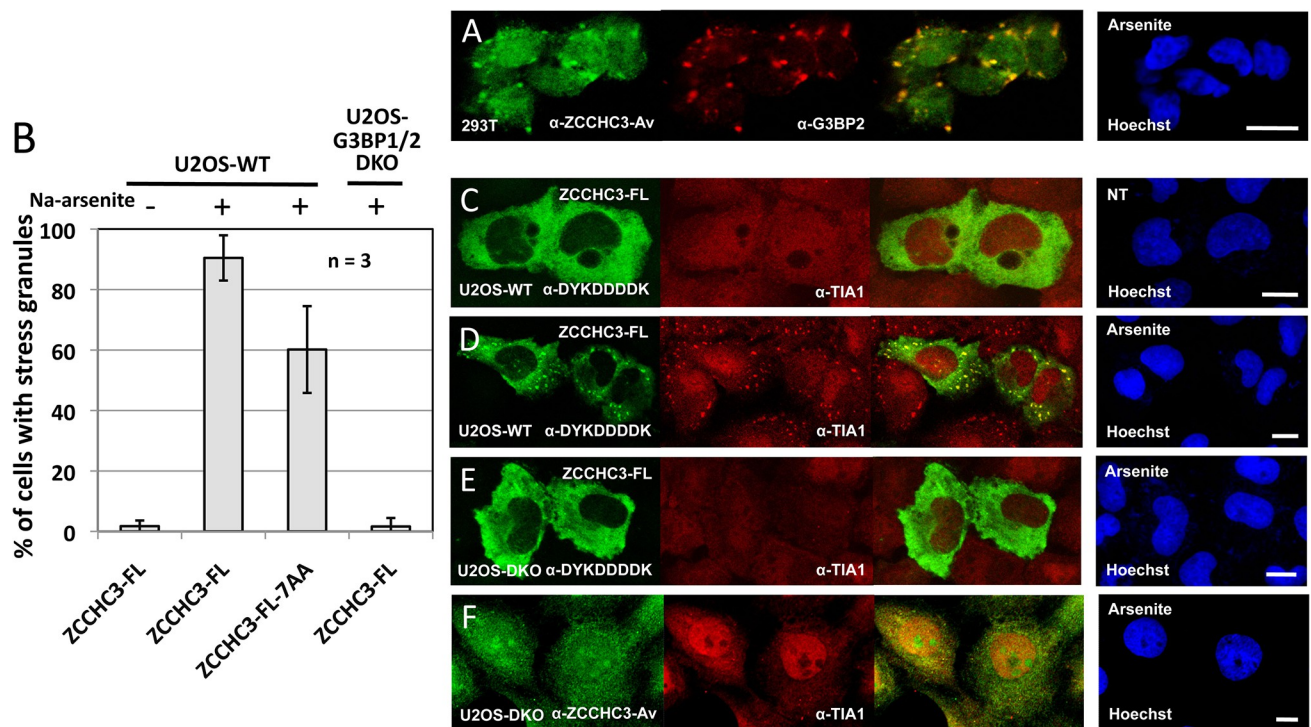 A
293T
α-ZCCHC3-Av
α-G3BP2
Arsenite
Hoechst
B
U2OS-WT
U2OS-
G3BP1/2
DKO
Na-arsenite - + + +
% of cells with stress granules
100
80
60
40
20
0
n = 3
ZCCHC3-FL
ZCCHC3-FL
ZCCHC3-FL-7AA
ZCCHC3-FL
C
ZCCHC3-FL
U2OS-WT α-DYKDDDDK
α-TIA1
NT
Hoechst
D
ZCCHC3-FL
U2OS-WT α-DYKDDDDK
α-TIA1
Arsenite
Hoechst
E
ZCCHC3-FL
U2OS-DKO α-DYKDDDDK
α-TIA1
Arsenite
Hoechst
F
U2OS-DKO α-ZCCHC3-Av
α-TIA1
Arsenite
Hoechst